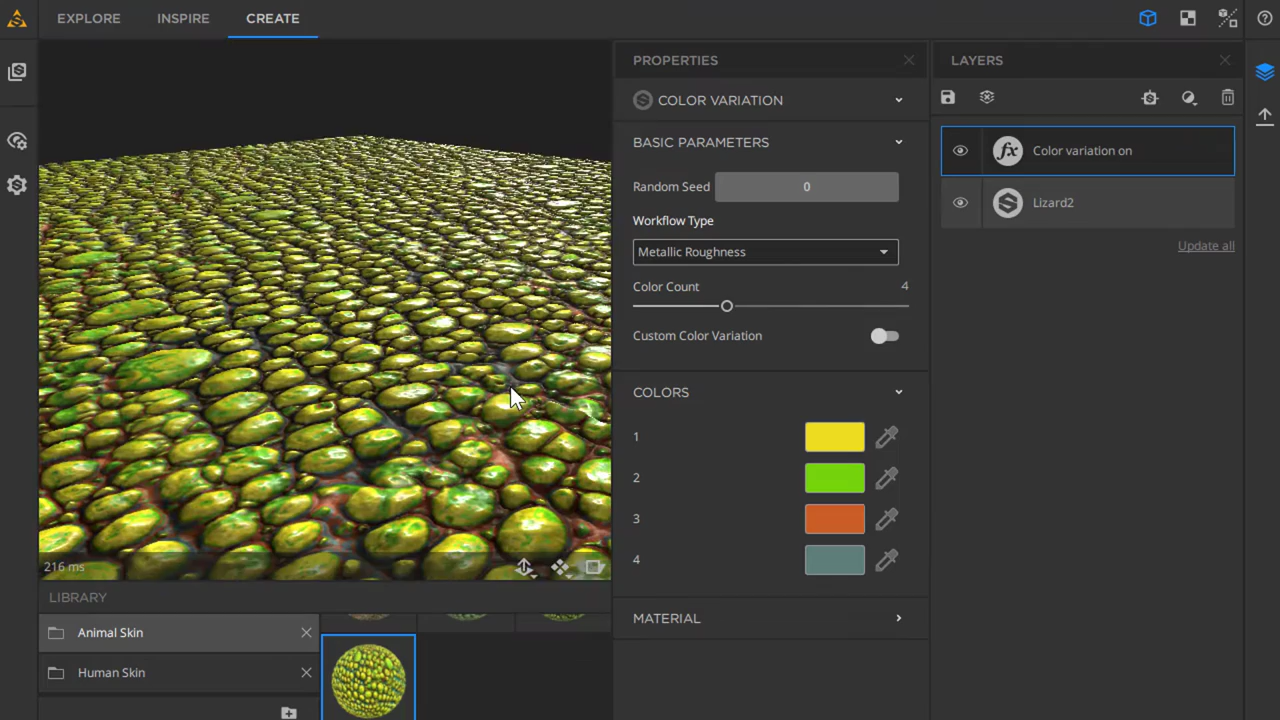 EXPLORE INSPIRE CREATE
PROPERTIES
COLOR VARIATION
BASIC PARAMETERS
Random Seed 0
Workflow Type
Metallic Roughness
Color Count 4
Custom Color Variation
COLORS
1
2
3
4
MATERIAL
LAYERS
Color variation on
Lizard2
Update all
216 ms
LIBRARY
Animal Skin
Human Skin